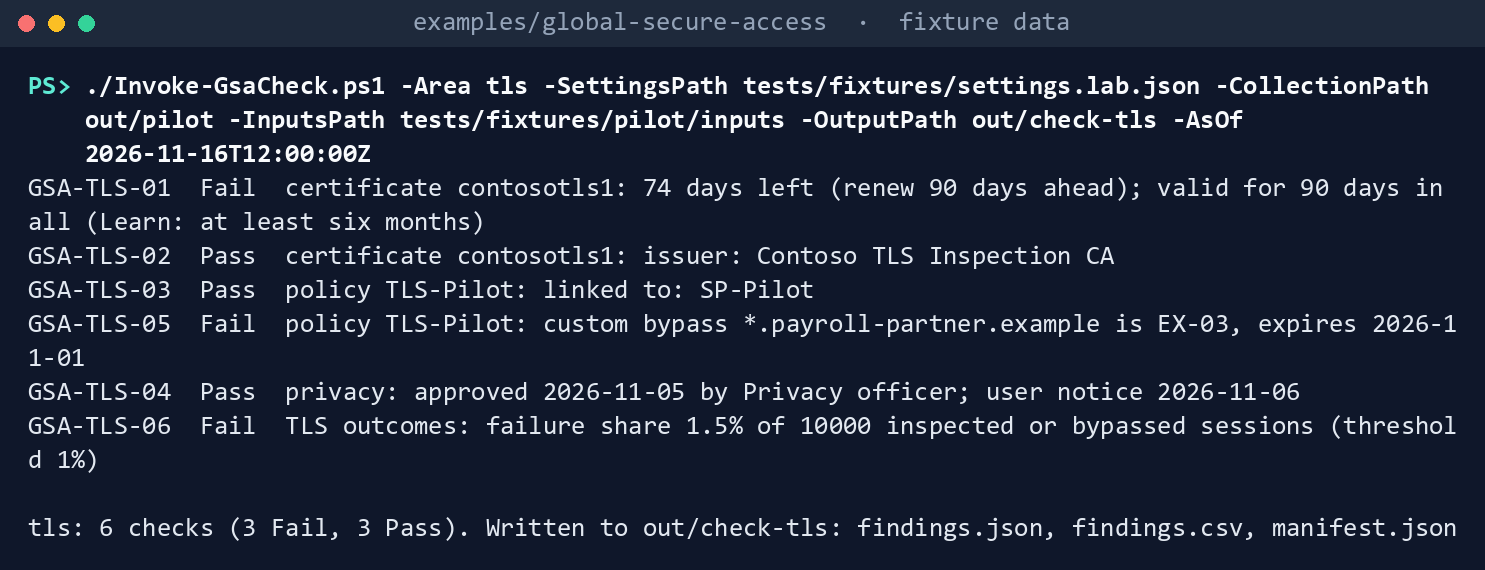 examples/global-secure-access · fixture data
PS> ./Invoke-GsaCheck.ps1 -Area tls -SettingsPath tests/fixtures/settings.lab.json -CollectionPath
out/pilot -InputsPath tests/fixtures/pilot/inputs -OutputPath out/check-tls -AsOf
2026-11-16T12:00:00Z
GSA-TLS-01  Fail  certificate contosotls1: 74 days left (renew 90 days ahead); valid for 90 days in
all (Learn: at least six months)
GSA-TLS-02  Pass  certificate contosotls1: issuer: Contoso TLS Inspection CA
GSA-TLS-03  Pass  policy TLS-Pilot: linked to: SP-Pilot
GSA-TLS-05  Fail  policy TLS-Pilot: custom bypass *.payroll-partner.example is EX-03, expires 2026-1
1-01
GSA-TLS-04  Pass  privacy: approved 2026-11-05 by Privacy officer; user notice 2026-11-06
GSA-TLS-06  Fail  TLS outcomes: failure share 1.5% of 10000 inspected or bypassed sessions (threshol
d 1%)
tls: 6 checks (3 Fail, 3 Pass). Written to out/check-tls: findings.json, findings.csv, manifest.json